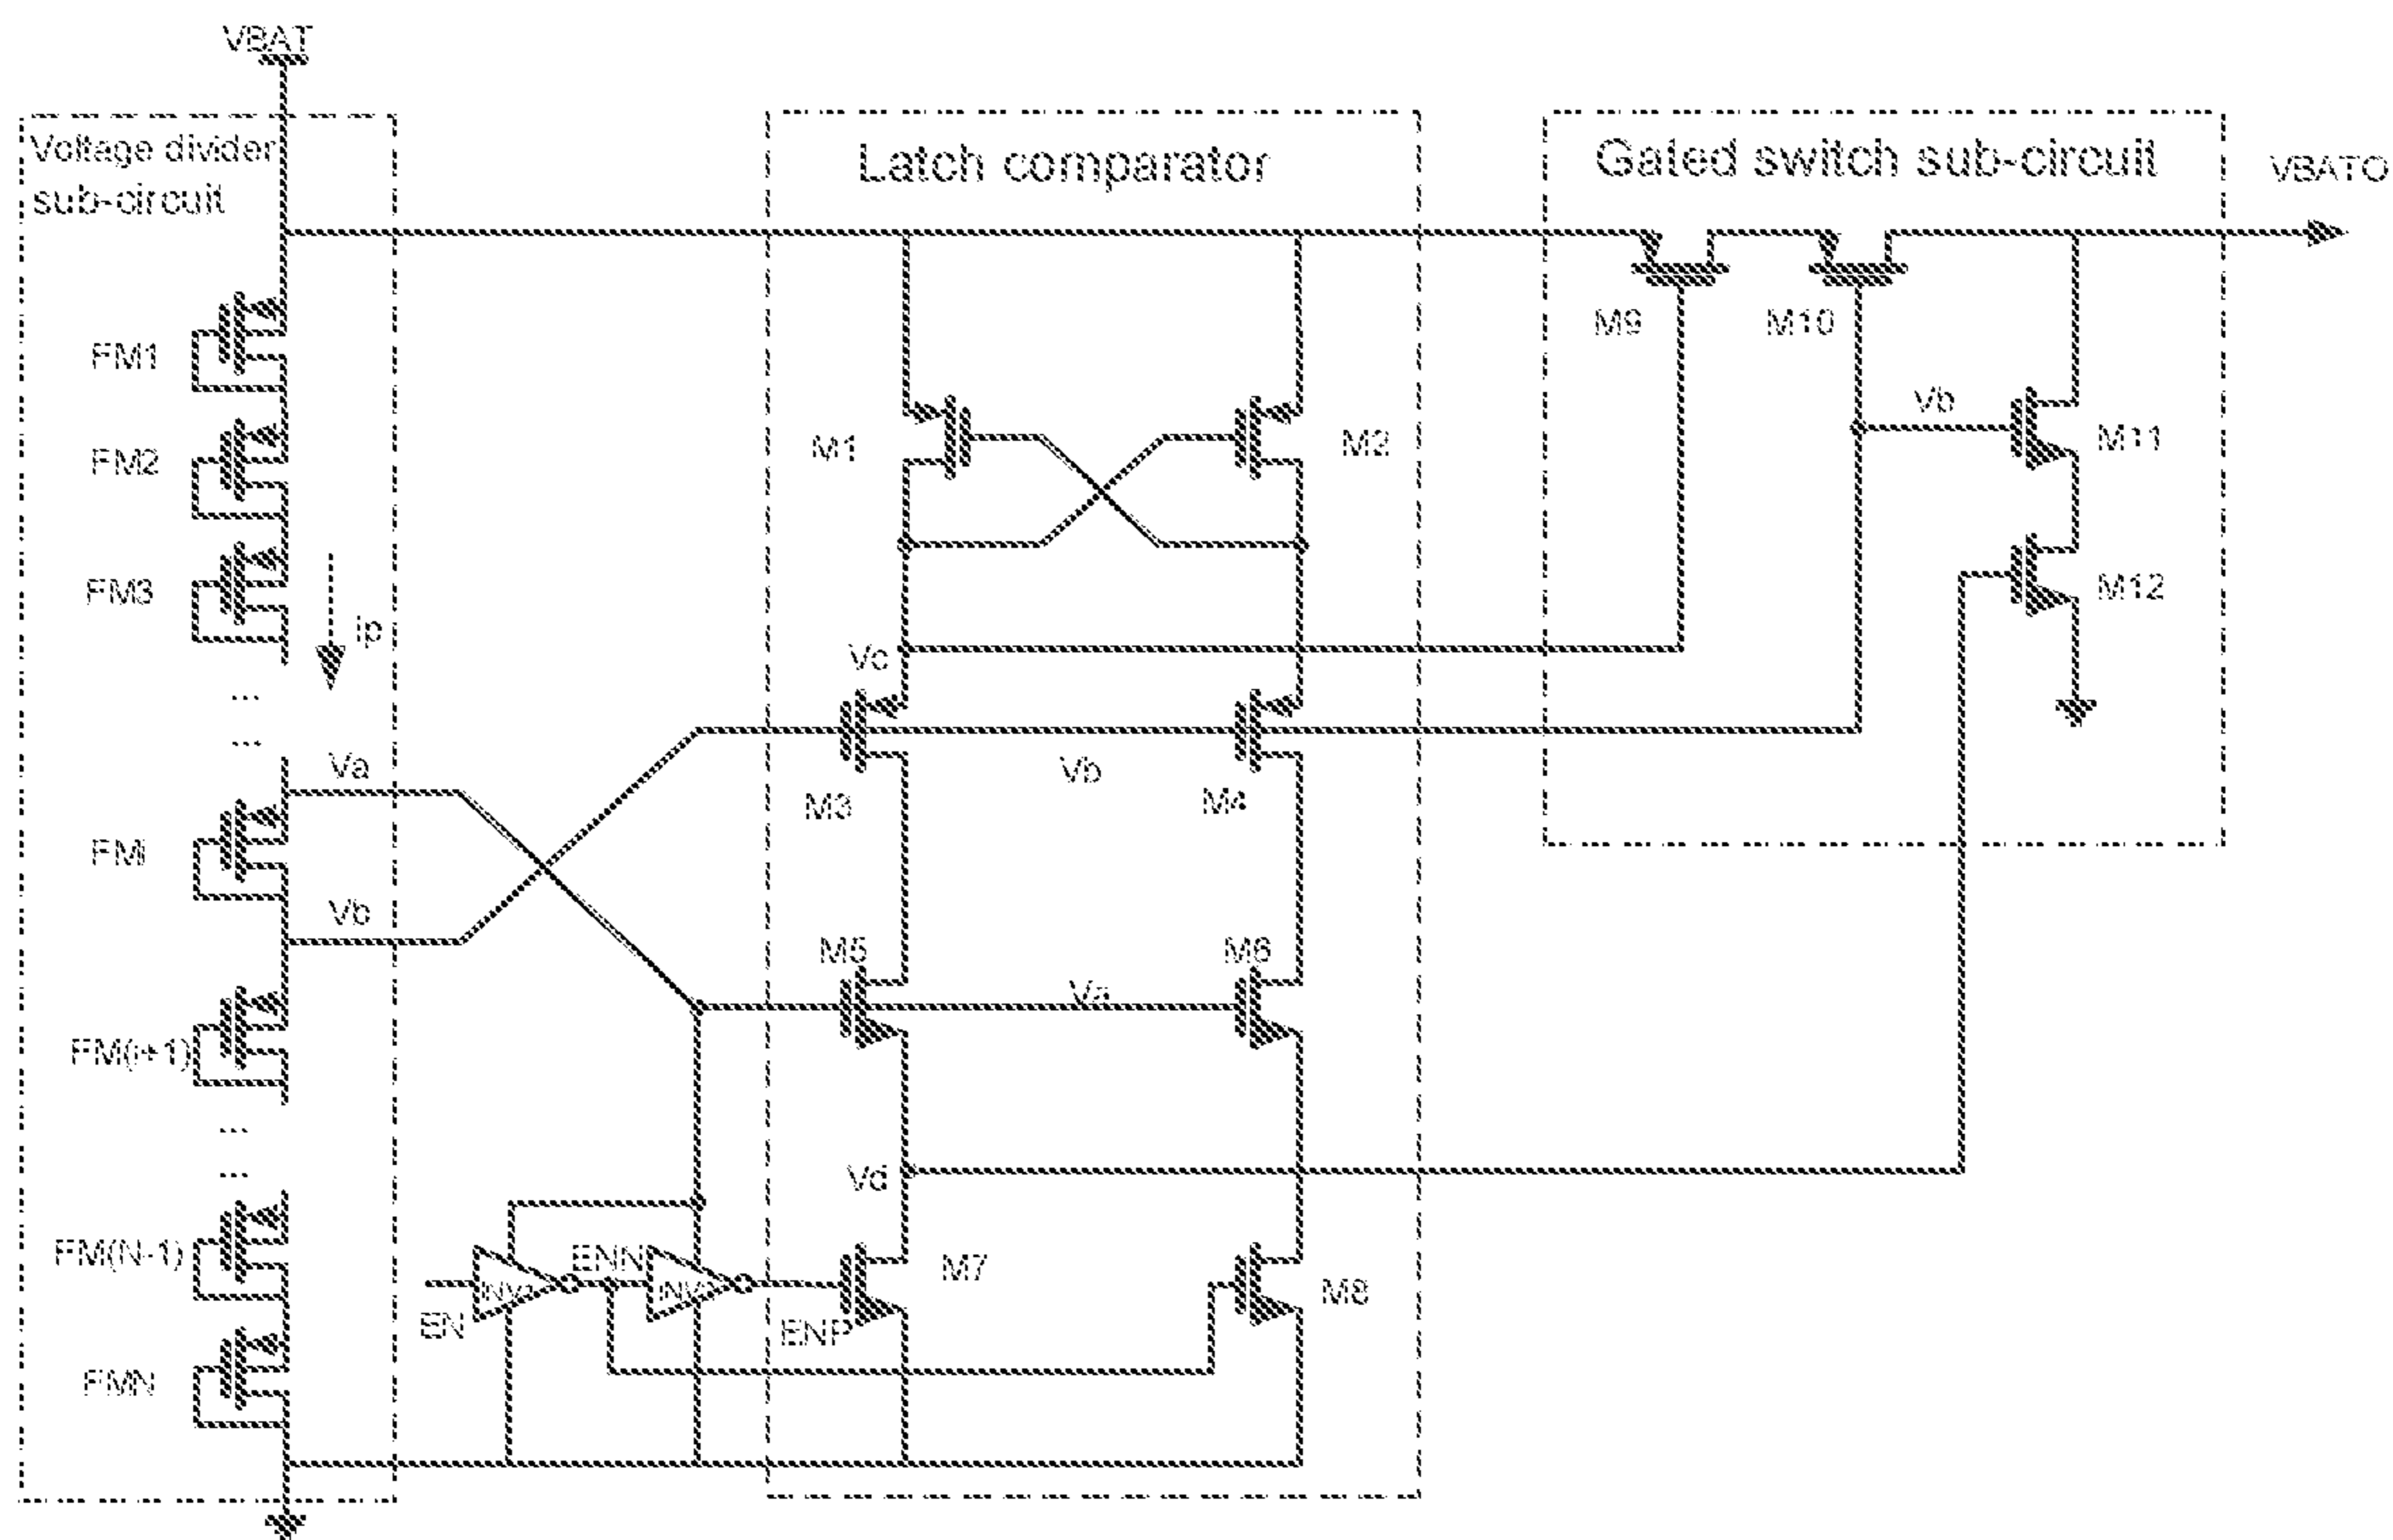 VBAT
Voltage divider
sub-circuit
Latch comparator
Gated switch sub-circuit
VBATO
FM1
FM2
FM3
...
...
FMi
FM(i+1)
...
...
FM(N-1)
FMN
ip
Va
Vb
M1
M2
Vc
M3
Vb
M4
M5
Va
M6
Vd
M7
M8
EN
ENN
ENP
M9
M10
Vb
M11
M12